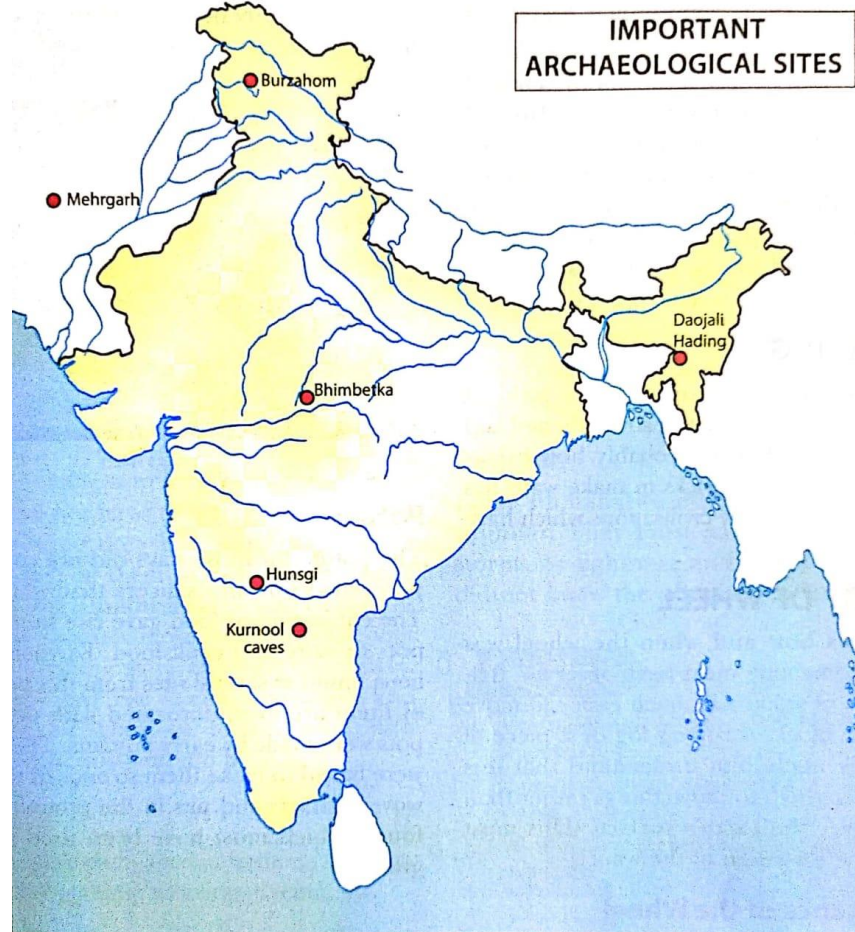 IMPORTANT
ARCHAEOLOGICAL SITES
Burzahom
Mehrgarh
Daojali
Hading
Bhimbetka
Hunsgi
Kurnool
caves